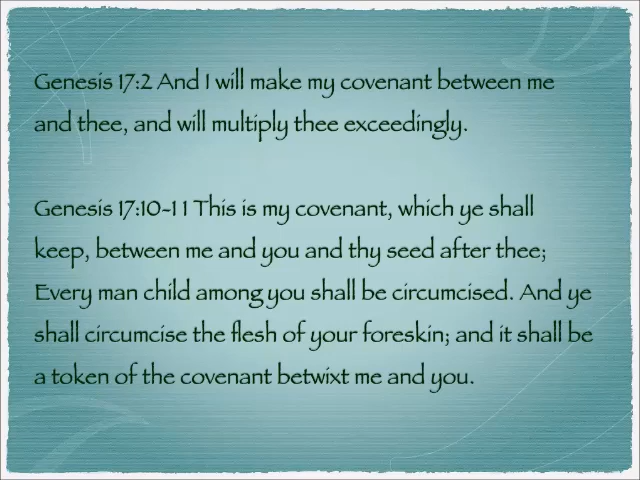 Genesis 17:2 And I will make my covenant between me
and thee, and will multiply thee exceedingly.
Genesis 17:10-11 This is my covenant, which ye shall
keep, between me and you and thy seed after thee;
Every man child among you shall be circumcised. And ye
shall circumcise the flesh of your foreskin; and it shall be
a token of the covenant betwixt me and you.